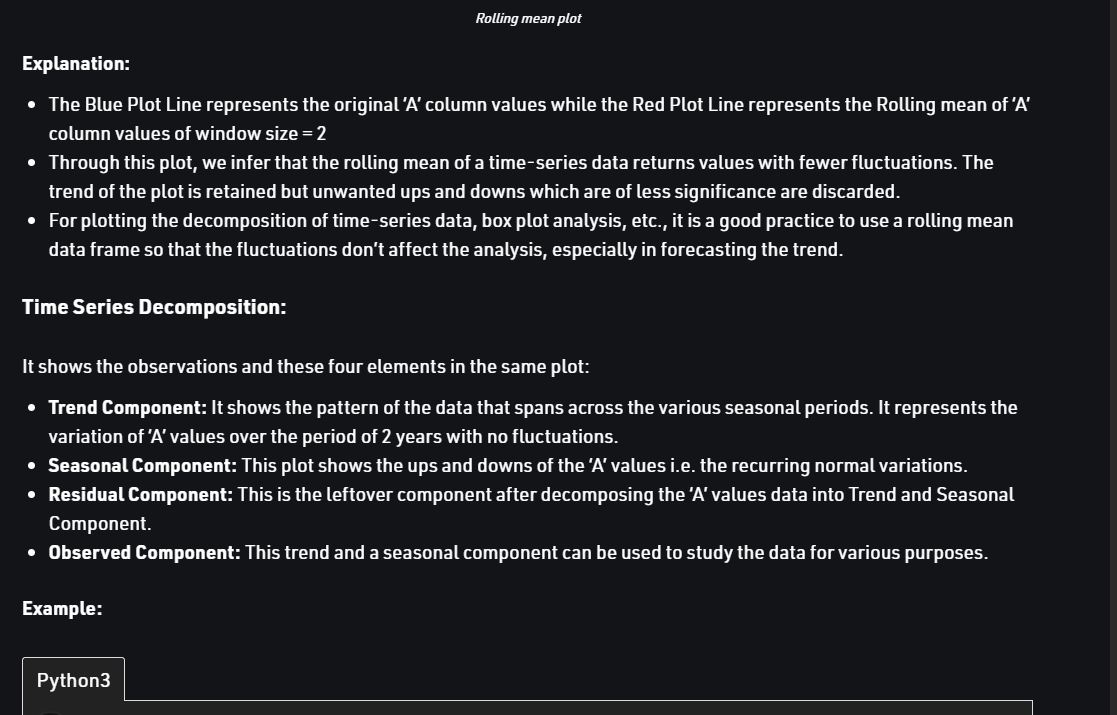 Rolling mean plot
Explanation:
• The Blue Plot Line represents the original ‘A’ column values while the Red Plot Line represents the Rolling mean of ‘A’
column values of window size = 2
• Through this plot, we infer that the rolling mean of a time-series data returns values with fewer fluctuations. The
trend of the plot is retained but unwanted ups and downs which are of less significance are discarded.
• For plotting the decomposition of time-series data, box plot analysis, etc., it is a good practice to use a rolling mean
data frame so that the fluctuations don’t affect the analysis, especially in forecasting the trend.
Time Series Decomposition:
It shows the observations and these four elements in the same plot:
• Trend Component: It shows the pattern of the data that spans across the various seasonal periods. It represents the
variation of ‘A’ values over the period of 2 years with no fluctuations.
• Seasonal Component: This plot shows the ups and downs of the ‘A’ values i.e. the recurring normal variations.
• Residual Component: This is the leftover component after decomposing the ‘A’ values data into Trend and Seasonal
Component.
• Observed Component: This trend and a seasonal component can be used to study the data for various purposes.
Example:
Python3